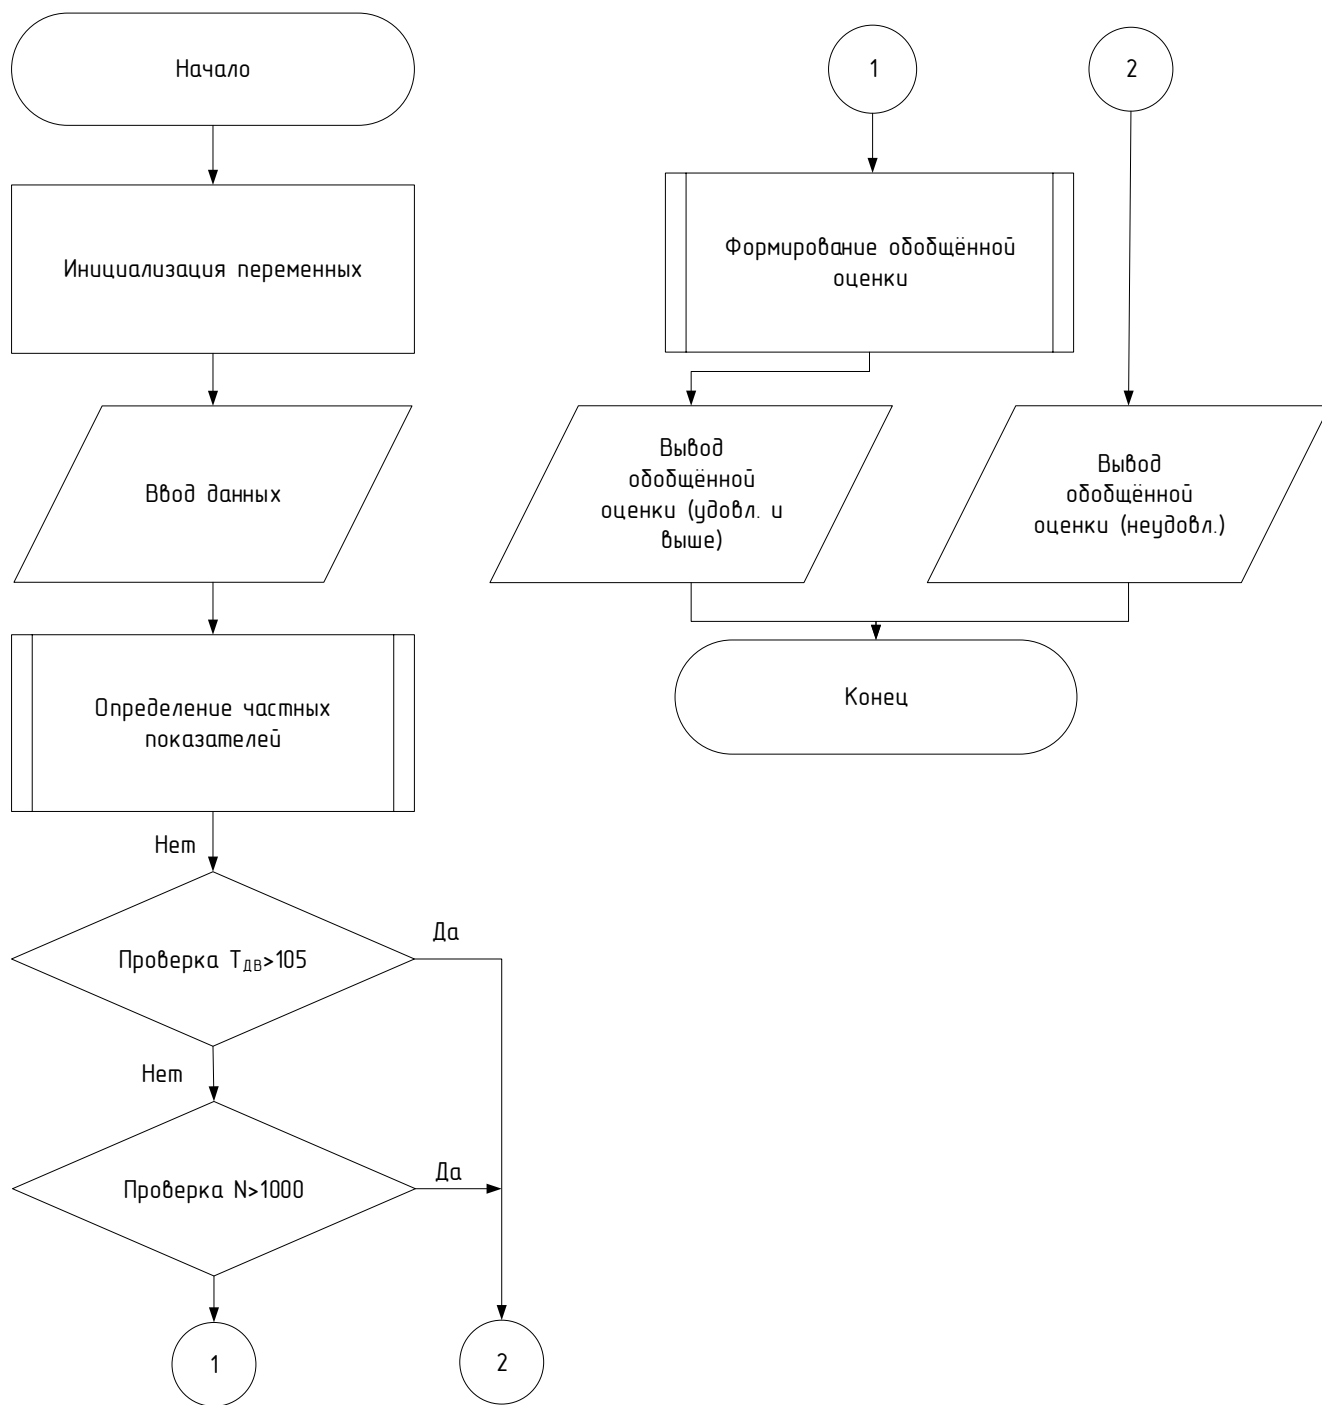 Начало
Инициализация переменных
Ввод данных
Определение частных
показателей
Нет
Проверка TДВ>105
Да
Нет
Проверка N>1000
Да
1
2
1
2
Формирование обобщённой
оценки
Вывод
обобщённой
оценки (удовл. и
выше)
Вывод
обобщённой
оценки (неудовл.)
Конец